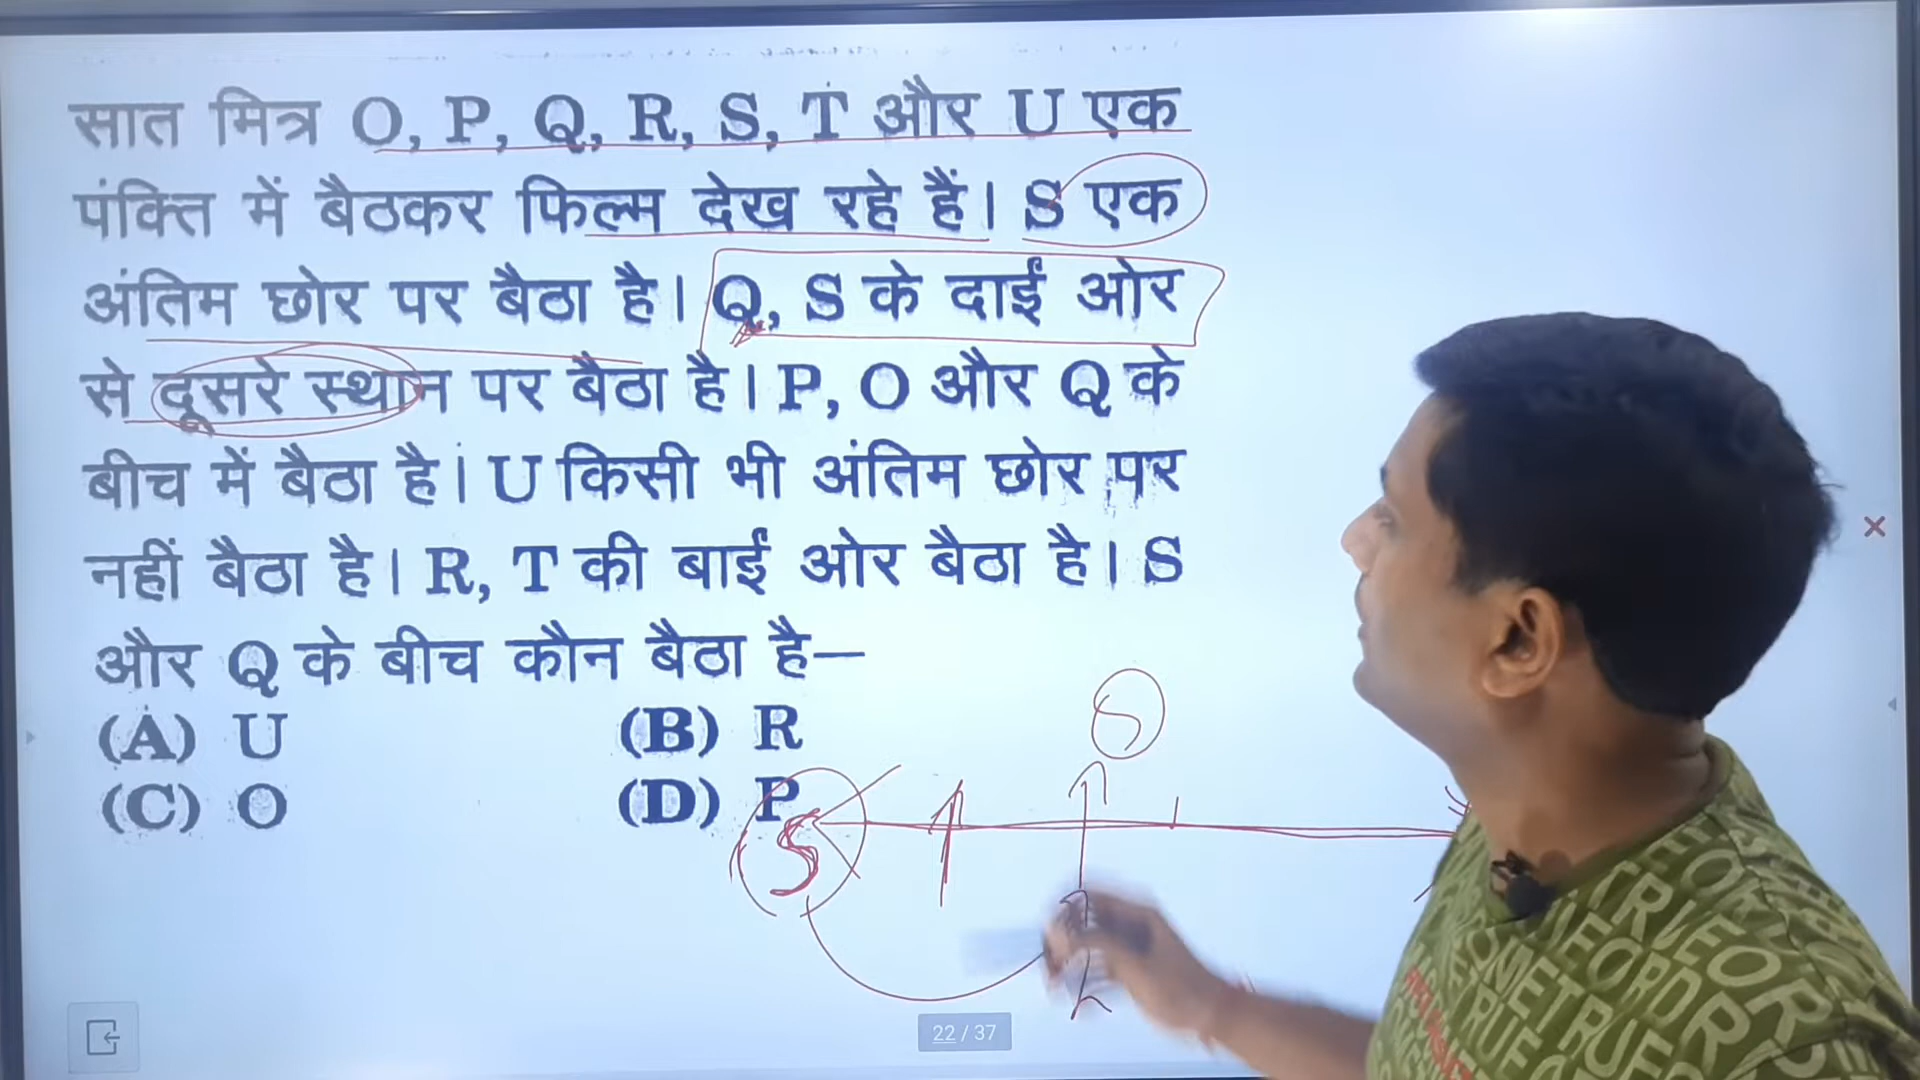 सात मित्र O, P, Q, R, S, T और U एक
पंक्ति में बैठकर फिल्म देख रहे हैं। S एक
अंतिम छोर पर बैठा है। Q, S के दाईं ओर
से दूसरे स्थान पर बैठा है। P, O और Q के
बीच में बैठा है। U किसी भी अंतिम छोर पर
नहीं बैठा है। R, T की बाईं ओर बैठा है। S
और Q के बीच कौन बैठा है—
(A) U (B) R
(C) O (D) P
S
22 / 37